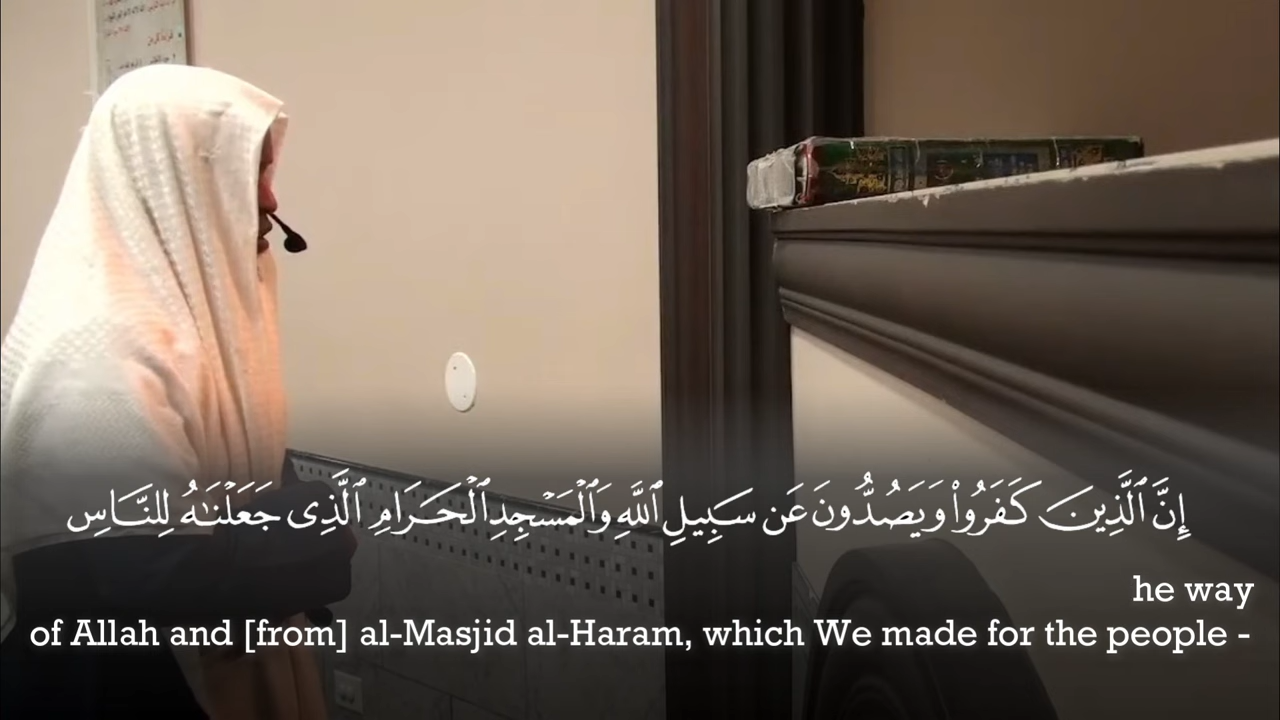 إِنَّ ٱلَّذِينَ كَفَرُوا۟ وَيَصُدُّونَ عَن سَبِيلِ ٱللَّهِ وَٱلْمَسْجِدِ ٱلْحَرَامِ ٱلَّذِى جَعَلْنَـٰهُ لِلنَّاسِ
he way
of Allah and [from] al-Masjid al-Haram, which We made for the people -